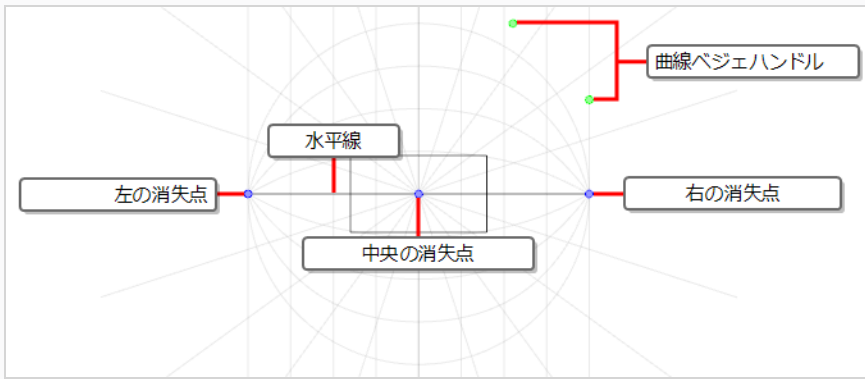 曲線ベジェハンドル
水平線
左の消失点
右の消失点
中央の消失点